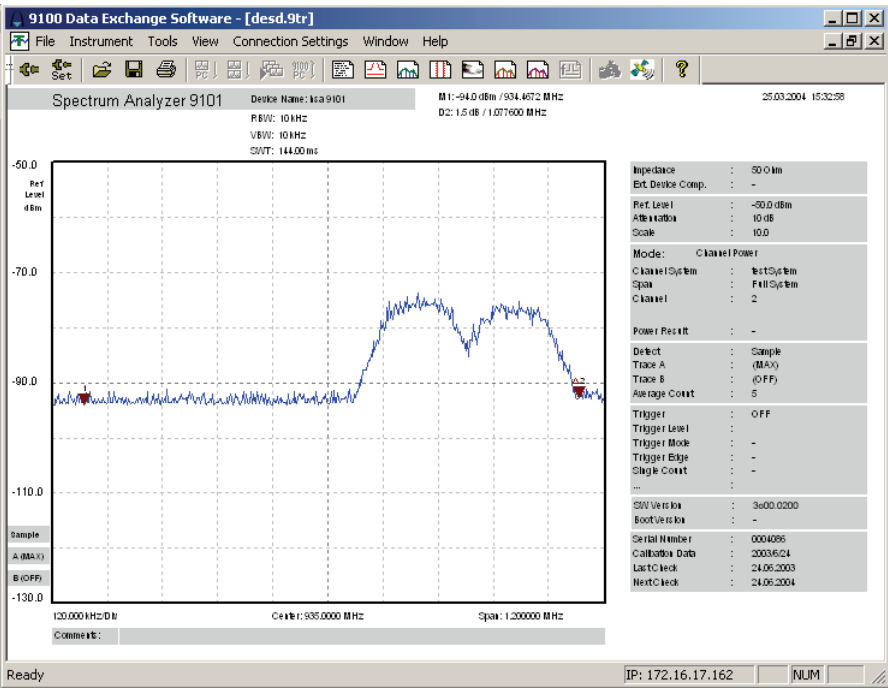 9100 Data Exchange Software - [desd.9tr]
File Instrument Tools View Connection Settings Window Help
Set PC 9100 PC
Spectrum Analyzer 9101
Device Name: hsa9101
RBW: 10 kHz
VBW: 10 kHz
SWT: 144.00 ms
M1: -94.0 dBm / 934.4672 MHz
D2: 1.5 dB / 1.077600 MHz
25.03.2004 15:32:58
-50.0
Ref
Level
dBm
-70.0
-90.0
-110.0
-130.0
1
2
Sample
A (MAX)
B (OFF)
120.000 kHz/Div
Center: 935.0000 MHz
Span: 1.200000 MHz
Comments:
Impedance : 50 Ohm
Ext. Device Comp. : -
Ref. Level : -50.0 dBm
Attenuation : 10 dB
Scale : 10.0
Mode: Channel Power
Channel System : testSystem
Span : Full System
Channel : 2
Power Result : -
Detect : Sample
Trace A : (MAX)
Trace B : (OFF)
Average Count : 5
Trigger : OFF
Trigger Level :
Trigger Mode : -
Trigger Edge : -
Single Count : -
... :
SW Version : 3o00.0200
Boot Version : -
Serial Number : 0004086
Calibation Data : 2003/6/24
Last Check : 24.06.2003
Next Check : 24.06.2004
Ready
IP: 172.16.17.162
NUM